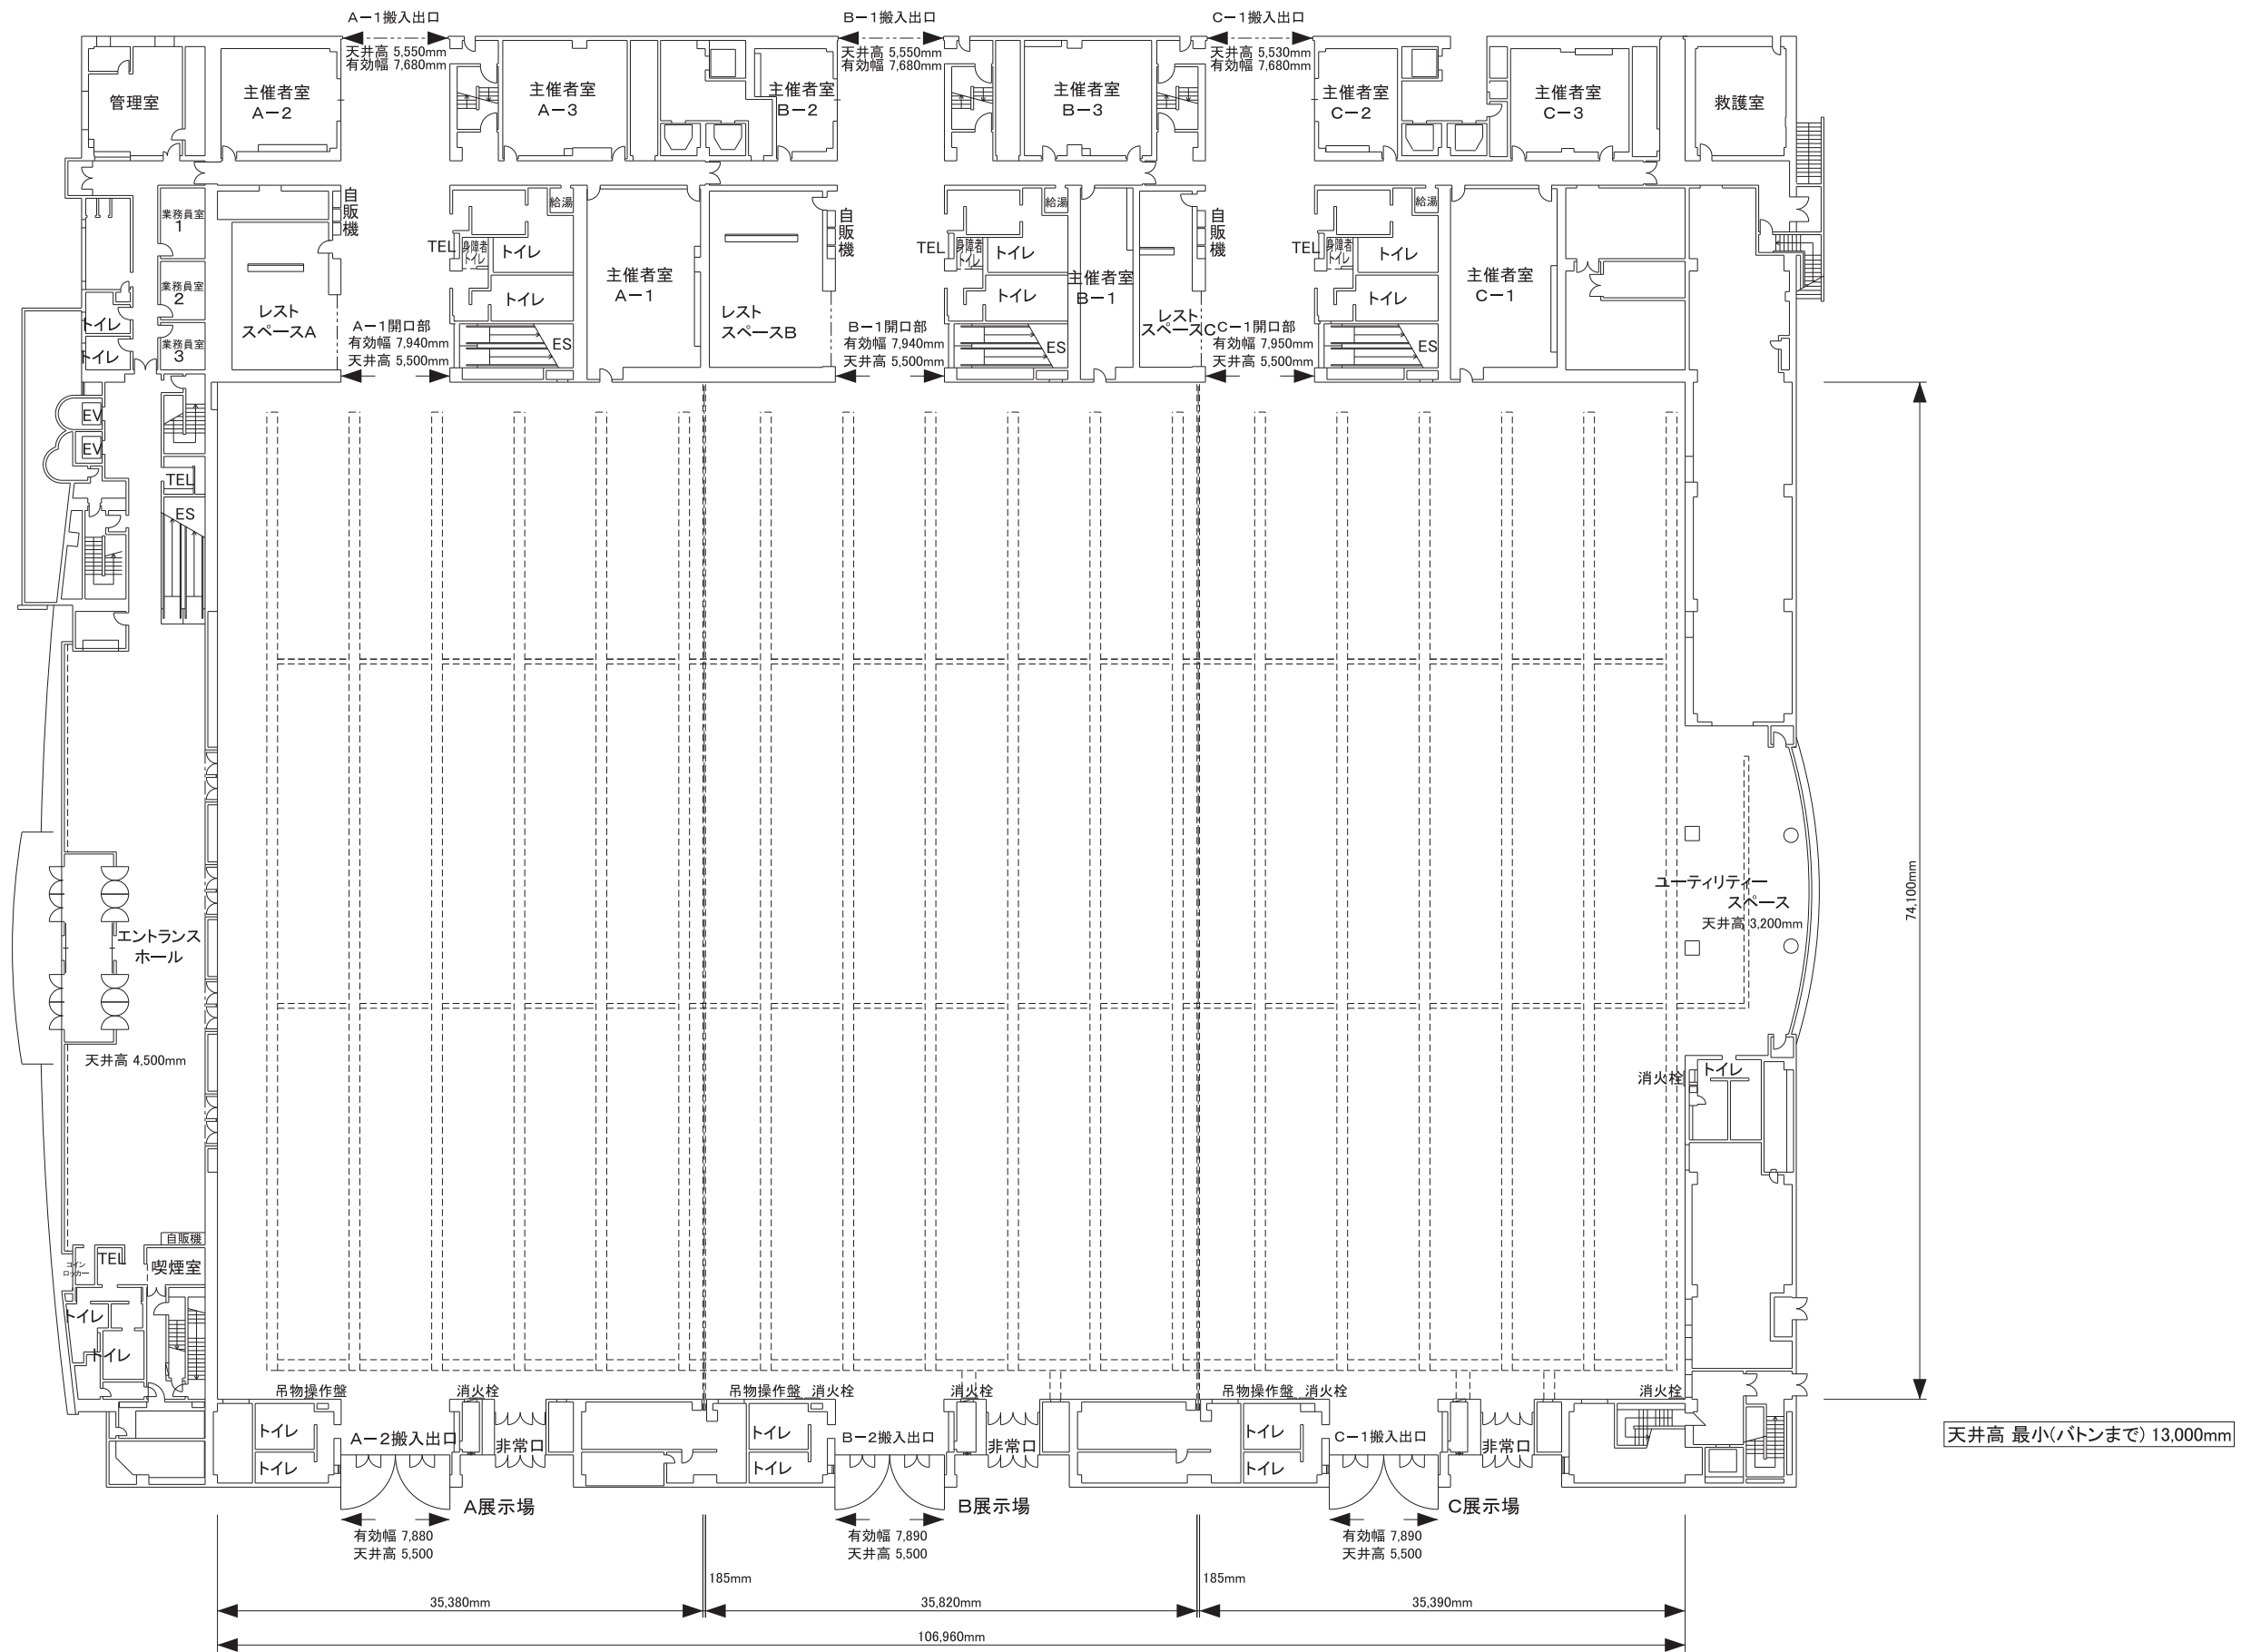 A－1搬入出口
天井高 5,550mm
有効幅 7,680mm
B－1搬入出口
天井高 5,550mm
有効幅 7,680mm
C－1搬入出口
天井高 5,530mm
有効幅 7,680mm
管理室
主催者室
A－2
主催者室
A－3
主催者室
B－2
主催者室
B－3
主催者室
C－2
主催者室
C－3
救護室
業務員室
1
業務員室
2
業務員室
3
トイレ
トイレ
自販機
レスト
スペースA
TEL
身障者
トイレ
給湯
トイレ
トイレ
ES
主催者室
A－1
レスト
スペースB
自販機
TEL
身障者
トイレ
給湯
トイレ
トイレ
ES
主催者室
B－1
レスト
スペースC
自販機
TEL
身障者
トイレ
給湯
トイレ
トイレ
ES
主催者室
C－1
A－1開口部
有効幅 7,940mm
天井高 5,500mm
B－1開口部
有効幅 7,940mm
天井高 5,500mm
C－1開口部
有効幅 7,950mm
天井高 5,500mm
EV
EV
TEL
ES
エントランス
ホール
天井高 4,500mm
ユーティリティー
スペース
天井高 3,200mm
74,100mm
消火栓
トイレ
自販機
TEL
喫煙室
コイン
ロッカー
トイレ
トイレ
吊物操作盤
消火栓
吊物操作盤
消火栓
消火栓
吊物操作盤
消火栓
消火栓
トイレ
トイレ
A－2搬入出口
非常口
トイレ
トイレ
B－2搬入出口
非常口
トイレ
トイレ
C－1搬入出口
非常口
天井高 最小(バトンまで) 13,000mm
A展示場
B展示場
C展示場
有効幅 7,880
天井高 5,500
有効幅 7,890
天井高 5,500
有効幅 7,890
天井高 5,500
185mm
185mm
35,380mm
35,820mm
35,390mm
106,960mm